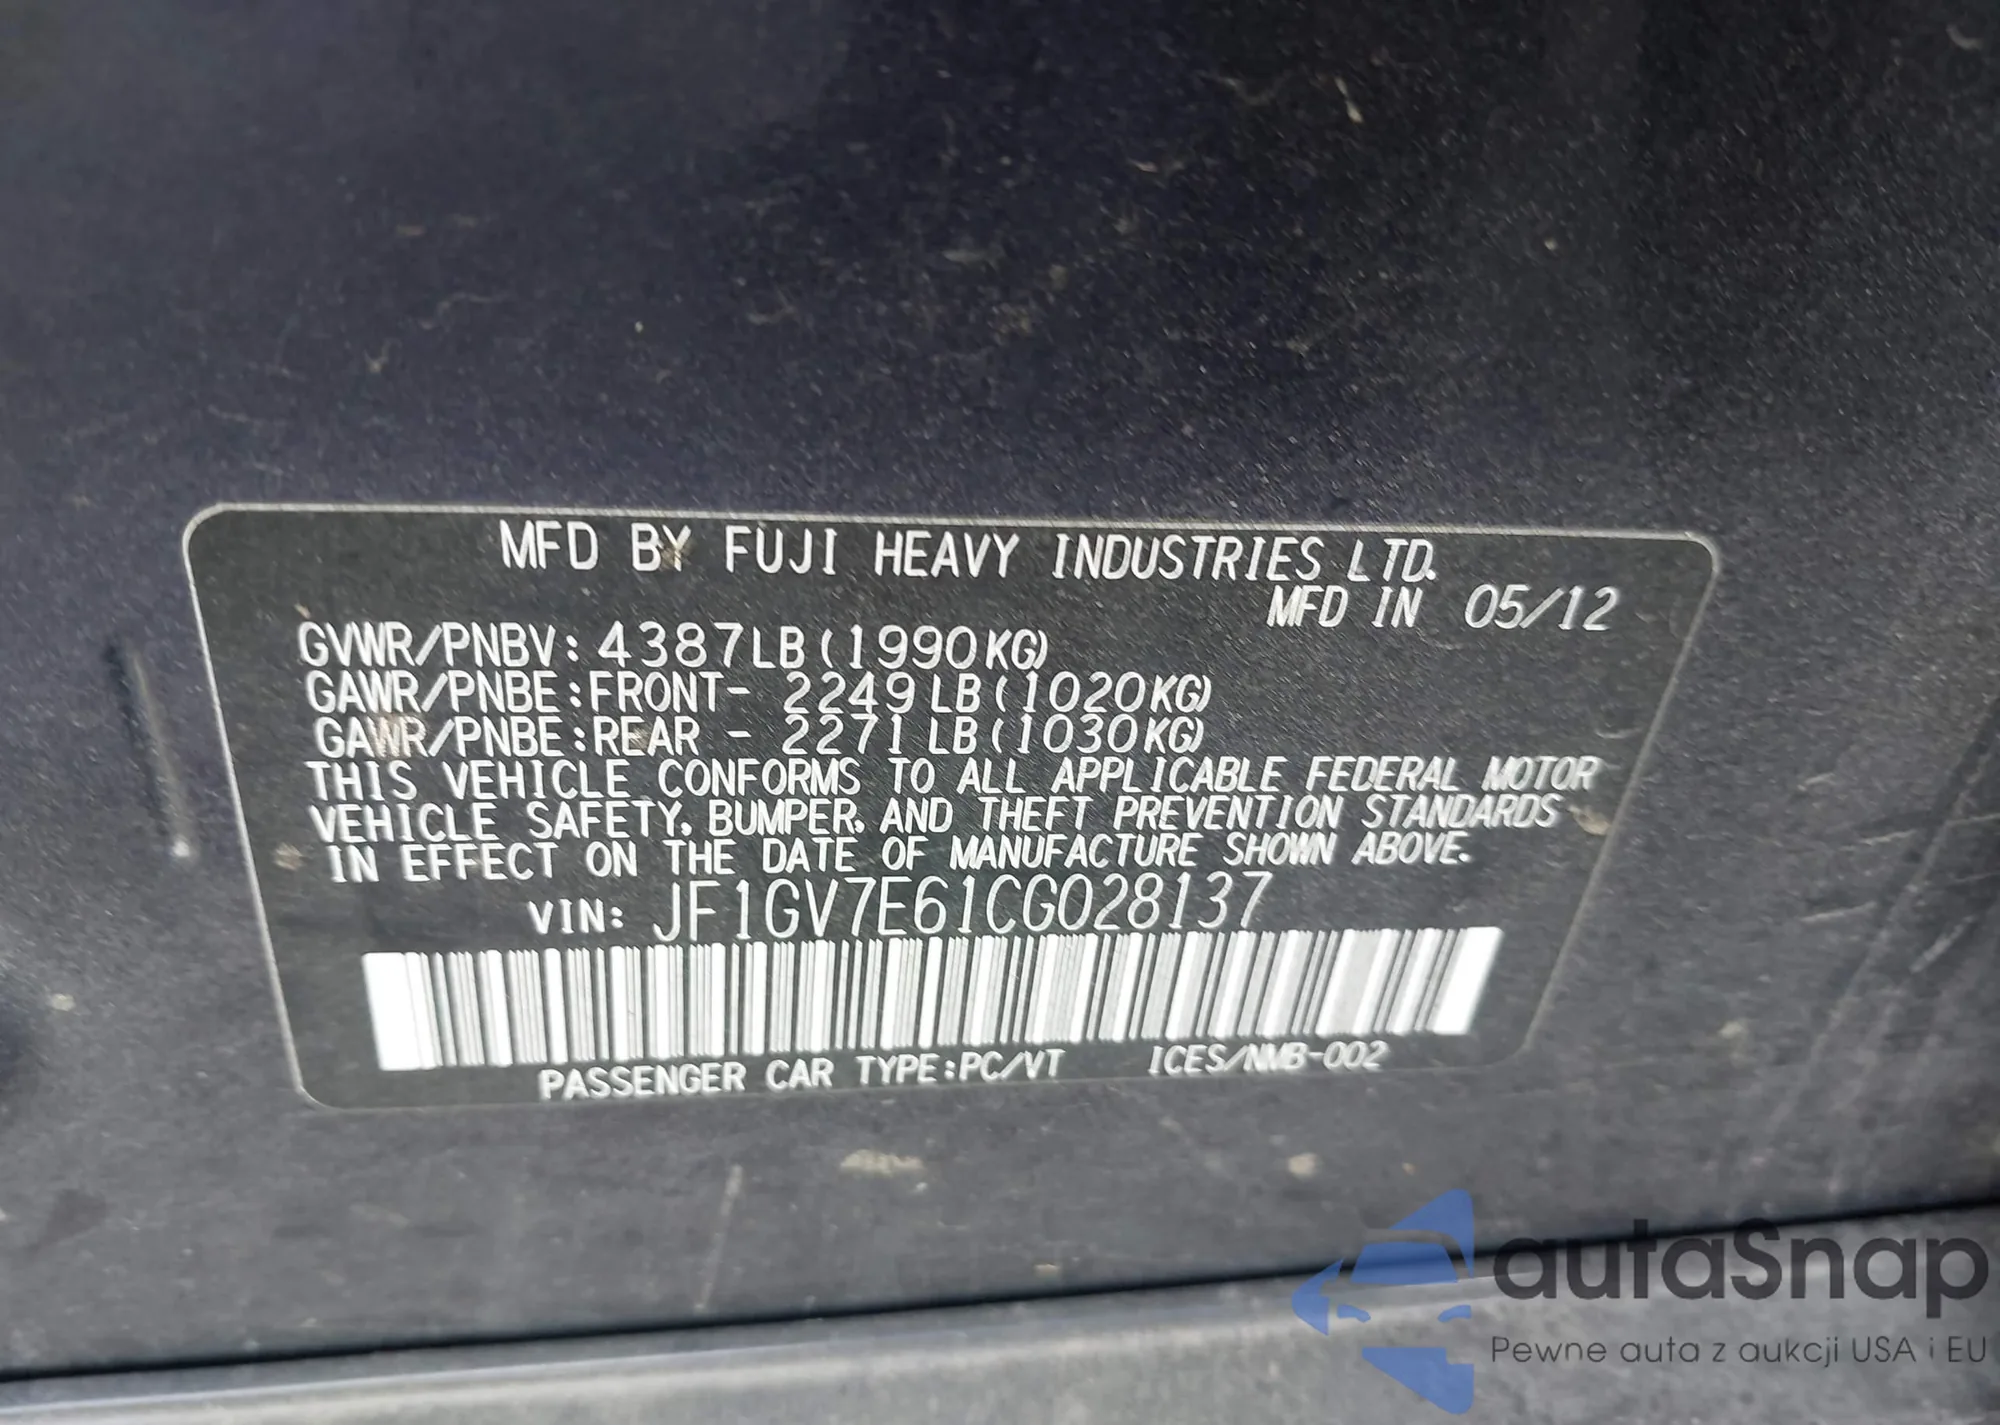 MFD BY FUJI HEAVY INDUSTRIES LTD.
MFD IN 05/12
GVWR/PNBV: 4387LB(1990KG)
GAWR/PNBE:FRONT- 2249LB(1020KG)
GAWR/PNBE:REAR - 2271LB(1030KG)
THIS VEHICLE CONFORMS TO ALL APPLICABLE FEDERAL MOTOR
VEHICLE SAFETY, BUMPER, AND THEFT PREVENTION STANDARDS
IN EFFECT ON THE DATE OF MANUFACTURE SHOWN ABOVE.
VIN: JF1GV7E61CG028137
PASSENGER CAR TYPE:PC/VT ICES/NMB-002
autaSnap
Pewne auta z aukcji USA i EU